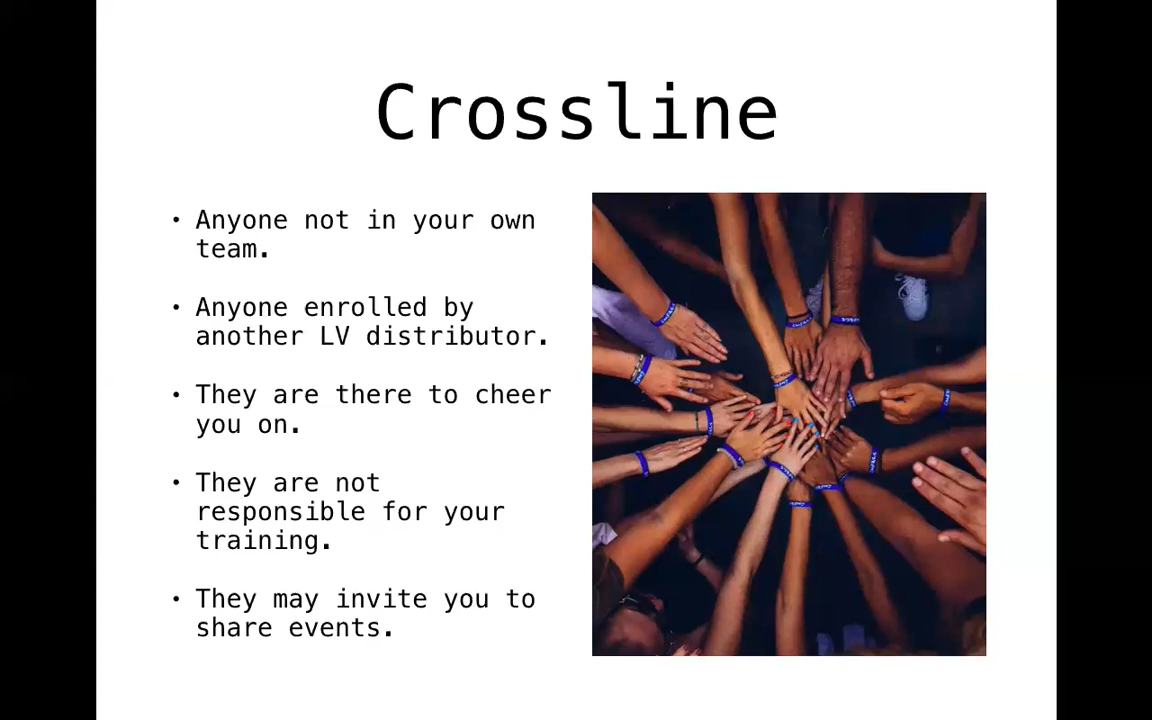 Crossline
• Anyone not in your own
team.
• Anyone enrolled by
another LV distributor.
• They are there to cheer
you on.
• They are not
responsible for your
training.
• They may invite you to
share events.